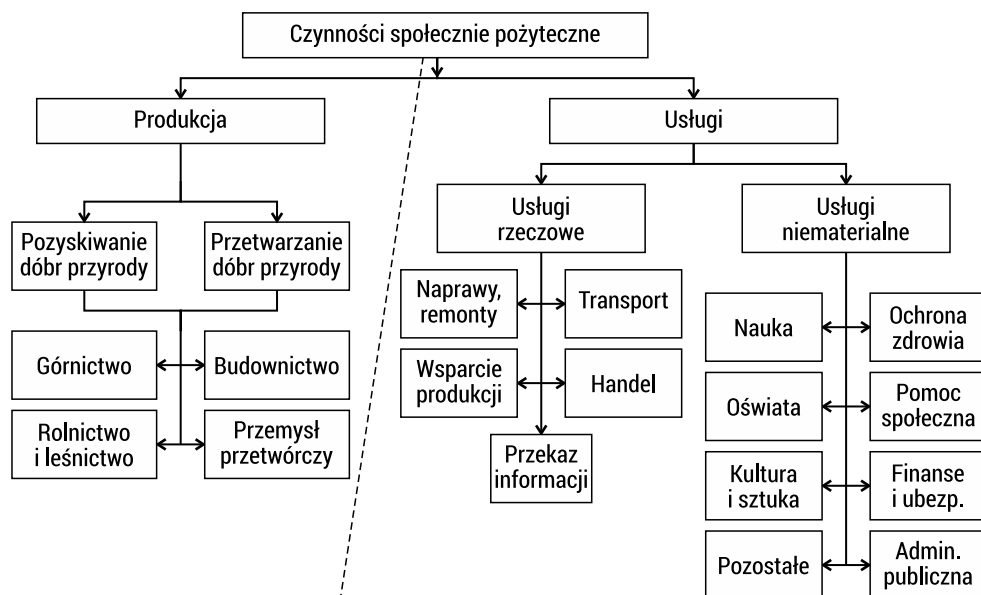 Czynności społecznie pożyteczne
Produkcja
Usługi
Pozyskiwanie
dóbr przyrody
Przetwarzanie
dóbr przyrody
Górnictwo
Budownictwo
Rolnictwo
i leśnictwo
Przemysł
przetwórczy
Usługi
rzeczowe
Usługi
niematerialne
Naprawy,
remonty
Transport
Wsparcie
produkcji
Handel
Przekaz
informacji
Nauka
Ochrona
zdrowia
Oświata
Pomoc
społeczna
Kultura
i sztuka
Finanse
i ubezp.
Pozostałe
Admin.
publiczna